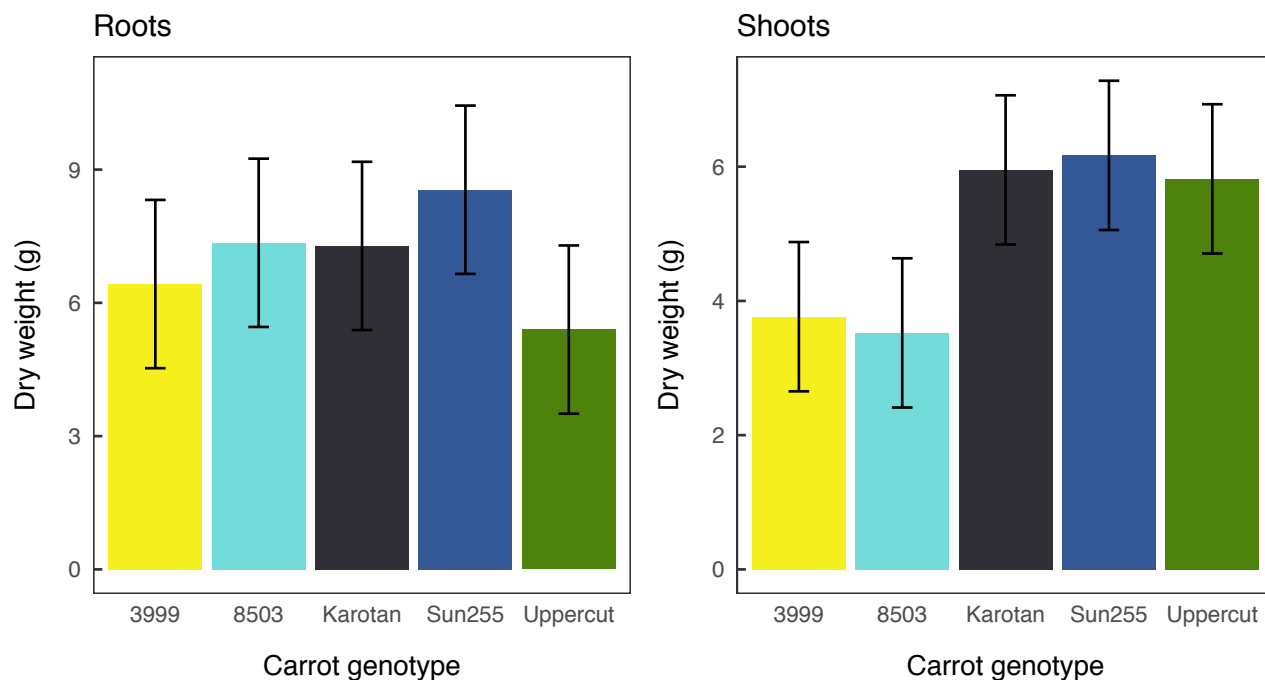 Roots
Dry weight (g)
9
6
3
0
3999 8503 Karotan Sun255 Uppercut
Carrot genotype
Shoots
Dry weight (g)
6
4
2
0
3999 8503 Karotan Sun255 Uppercut
Carrot genotype